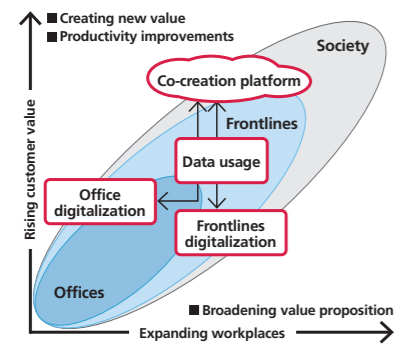 ■ Creating new value
■ Productivity improvements
Society
Co-creation platform
Frontlines
Data usage
Office
digitalization
Frontlines
digitalization
Offices
Rising customer value
■ Broadening value proposition
Expanding workplaces